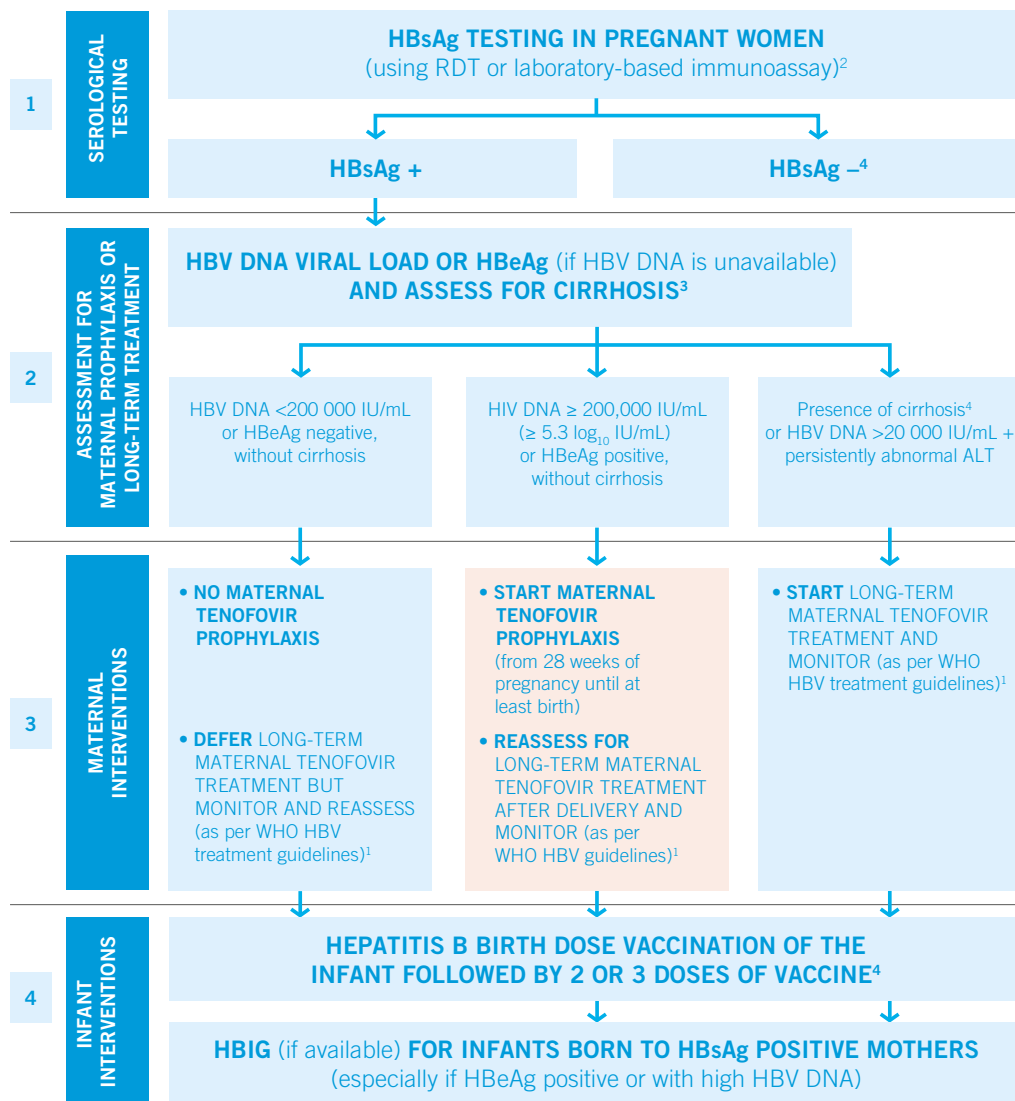 1
SEROLOGICAL
TESTING
HBsAg TESTING IN PREGNANT WOMEN
(using RDT or laboratory-based immunoassay)²
HBsAg +
HBsAg –⁴
2
ASSESSMENT FOR
MATERNAL PROPHYLAXIS OR
LONG-TERM TREATMENT
HBV DNA VIRAL LOAD OR HBeAg (if HBV DNA is unavailable)
AND ASSESS FOR CIRRHOSIS³
HBV DNA <200 000 IU/mL
or HBeAg negative,
without cirrhosis
HIV DNA ≥ 200,000 IU/mL
(≥ 5.3 log₁₀ IU/mL)
or HBeAg positive,
without cirrhosis
Presence of cirrhosis⁴
or HBV DNA >20 000 IU/mL +
persistently abnormal ALT
3
MATERNAL
INTERVENTIONS
• NO MATERNAL
TENOFOVIR
PROPHYLAXIS
• DEFER LONG-TERM
MATERNAL TENOFOVIR
TREATMENT BUT
MONITOR AND REASSESS
(as per WHO HBV
treatment guidelines)¹
• START MATERNAL
TENOFOVIR
PROPHYLAXIS
(from 28 weeks of
pregnancy until at
least birth)
• REASSESS FOR
LONG-TERM MATERNAL
TENOFOVIR TREATMENT
AFTER DELIVERY AND
MONITOR (as per
WHO HBV guidelines)¹
• START LONG-TERM
MATERNAL TENOFOVIR
TREATMENT AND
MONITOR (as per WHO
HBV treatment guidelines)¹
4
INFANT
INTERVENTIONS
HEPATITIS B BIRTH DOSE VACCINATION OF THE
INFANT FOLLOWED BY 2 OR 3 DOSES OF VACCINE⁴
HBIG (if available) FOR INFANTS BORN TO HBsAg POSITIVE MOTHERS
(especially if HBeAg positive or with high HBV DNA)